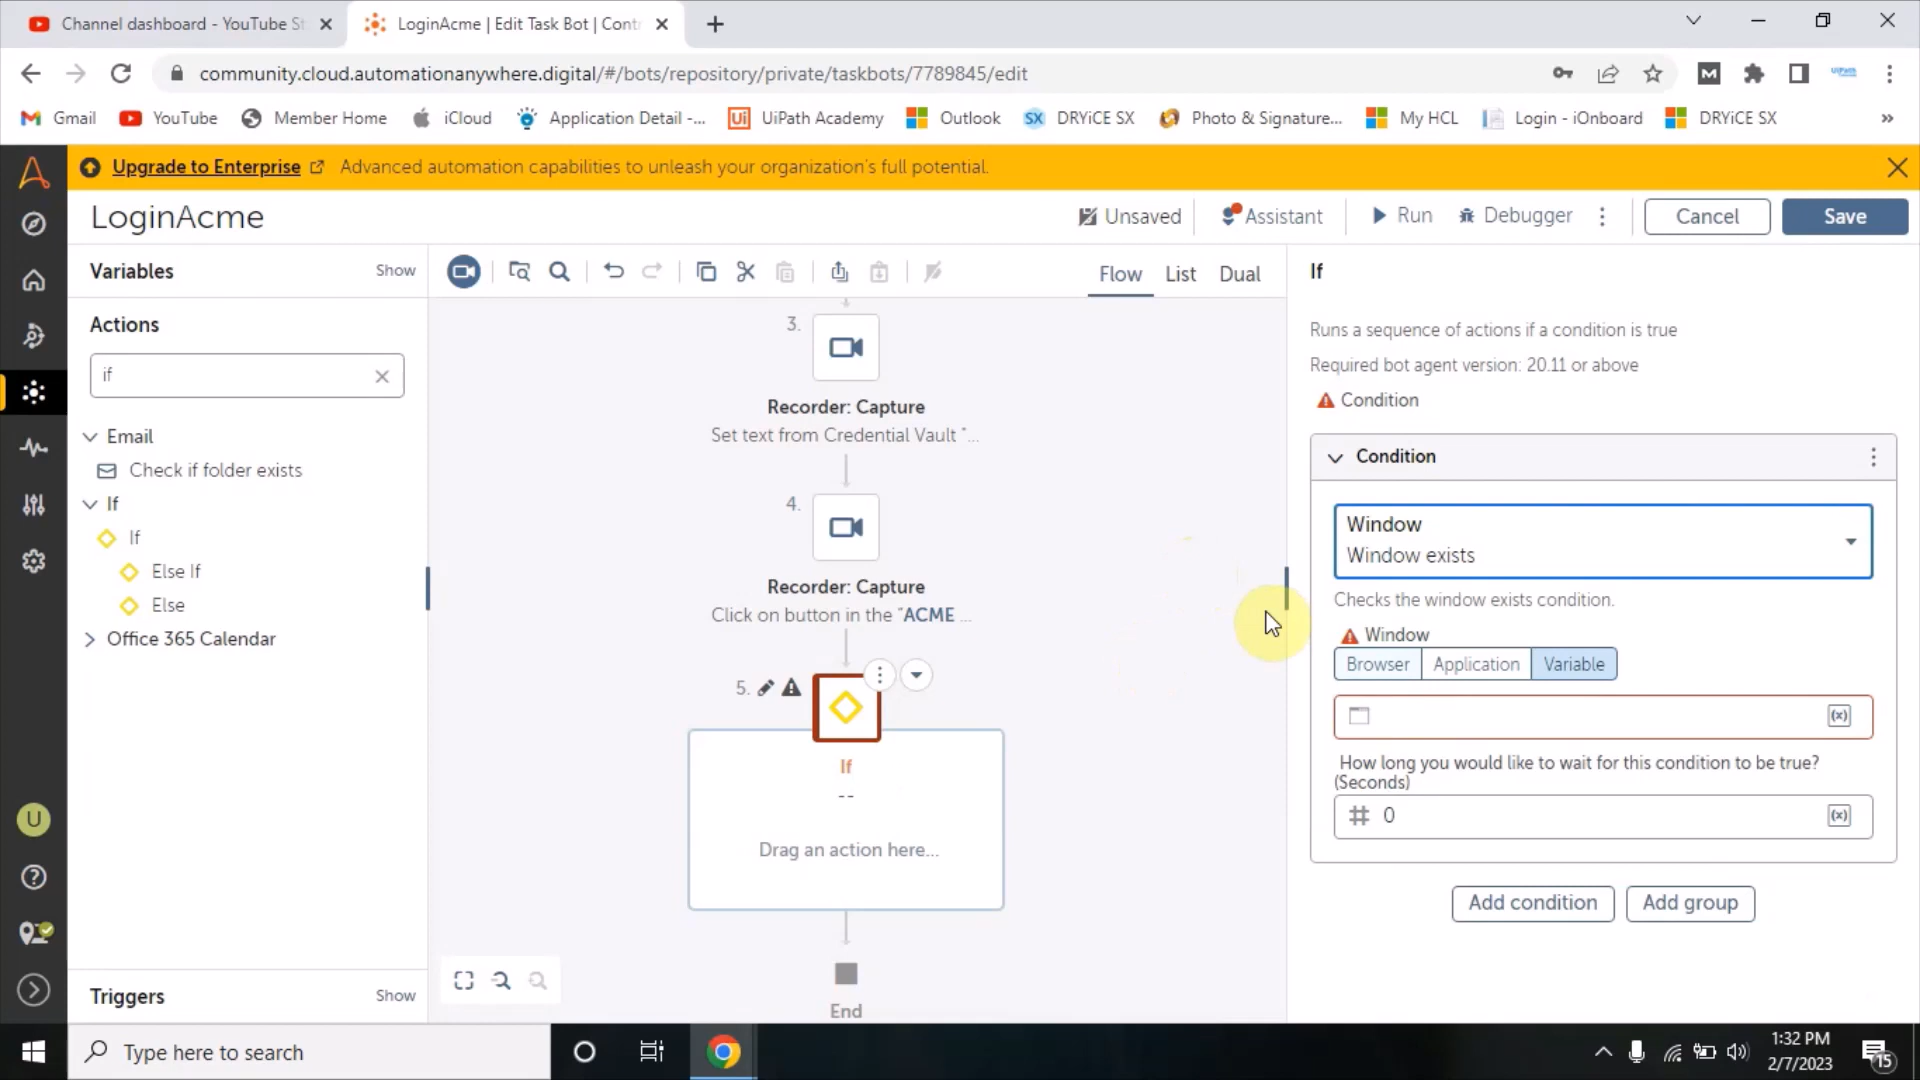 Channel dashboard - YouTube St
LoginAcme | Edit Task Bot | Cont
community.cloud.automationanywhere.digital/#/bots/repository/private/taskbots/7789845/edit
Gmail
YouTube
Member Home
iCloud
Application Detail -...
UiPath Academy
Outlook
DRYiCE SX
Photo & Signature...
My HCL
Login - iOnboard
DRYiCE SX
»
Upgrade to Enterprise
Advanced automation capabilities to unleash your organization's full potential.
LoginAcme
Unsaved
Assistant
Run
Debugger
Cancel
Save
Variables
Show
Flow
List
Dual
If
Actions
if
Email
Check if folder exists
If
If
Else If
Else
Office 365 Calendar
Triggers
Show
3.
Recorder: Capture
Set text from Credential Vault "...
4.
Recorder: Capture
Click on button in the "ACME ...
5.
If
--
Drag an action here...
End
Runs a sequence of actions if a condition is true
Required bot agent version: 20.11 or above
Condition
Condition
Window
Window exists
Checks the window exists condition.
Window
Browser
Application
Variable
(x)
How long you would like to wait for this condition to be true?
(Seconds)
# 0
(x)
Add condition
Add group
U
Type here to search
1:32 PM
2/7/2023
15